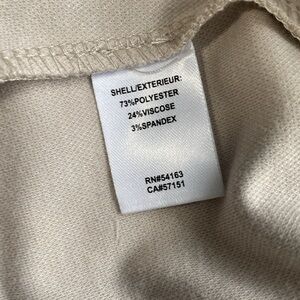 SHELL/EXTERIEUR:
73%POLYESTER
24%VISCOSE
3%SPANDEX
RN#54163
CA#57151